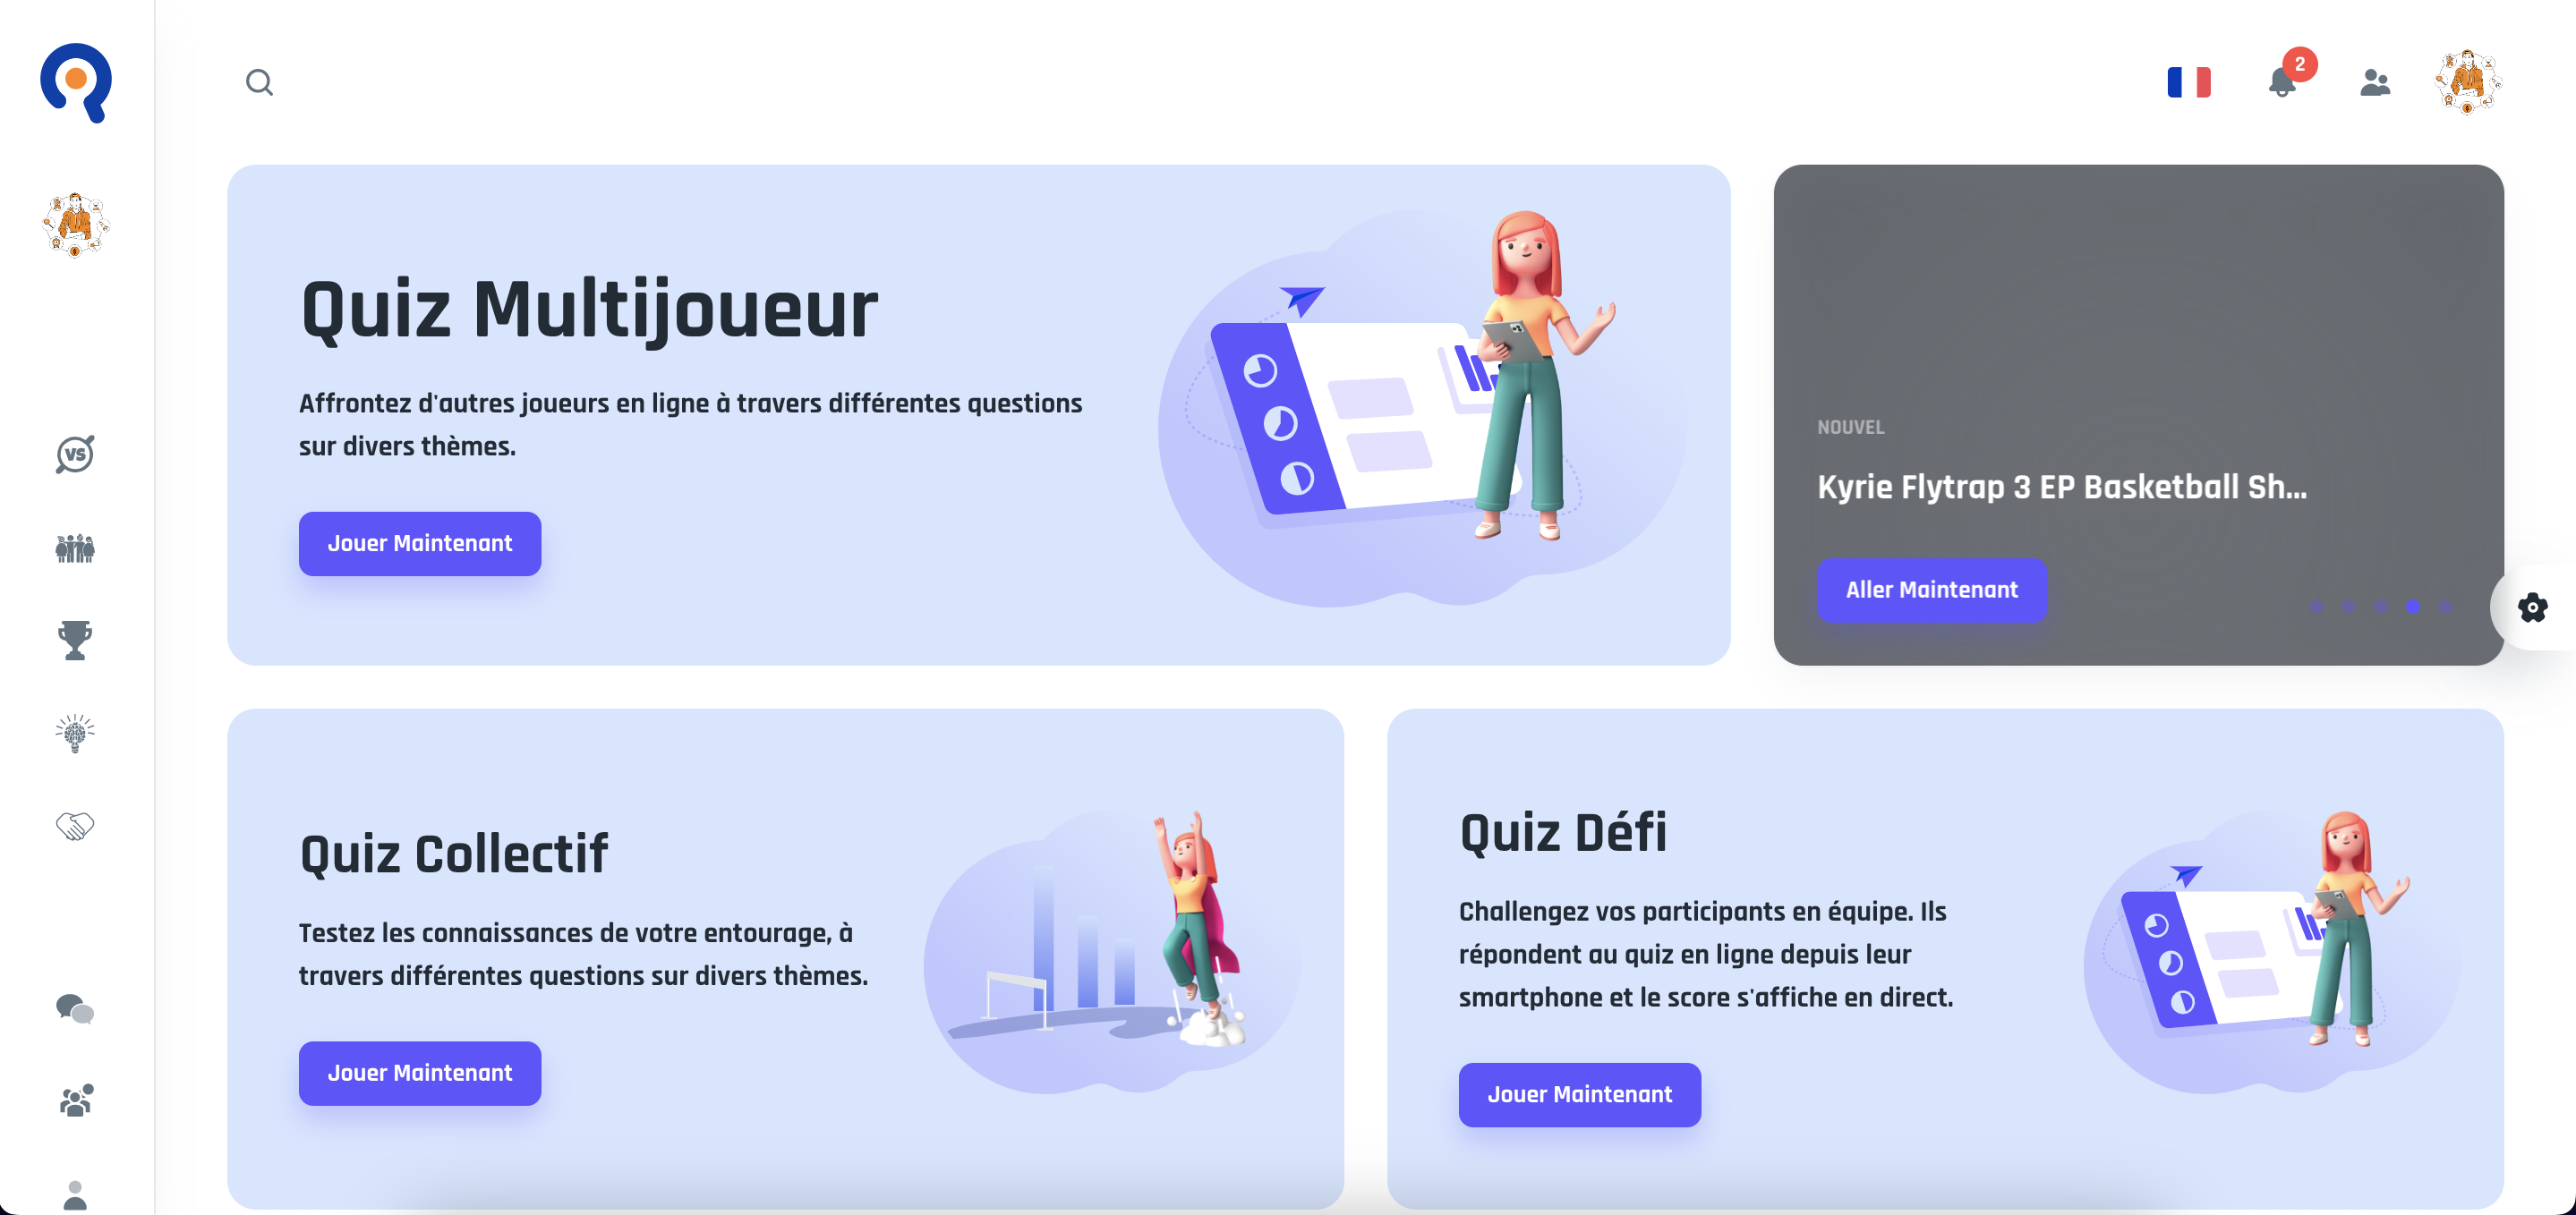 2
Quiz Multijoueur
Affrontez d'autres joueurs en ligne à travers différentes questions
sur divers thèmes.
Jouer Maintenant
NOUVEL
Kyrie Flytrap 3 EP Basketball Sh...
Aller Maintenant
VS
Quiz Collectif
Testez les connaissances de votre entourage, à
travers différentes questions sur divers thèmes.
Jouer Maintenant
Quiz Défi
Challengez vos participants en équipe. Ils
répondent au quiz en ligne depuis leur
smartphone et le score s'affiche en direct.
Jouer Maintenant